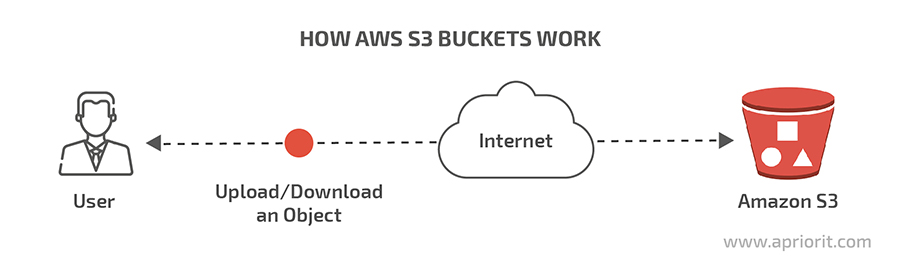 HOW AWS S3 BUCKETS WORK
Internet
User
Upload/Download
an Object
Amazon S3
www.apriorit.com